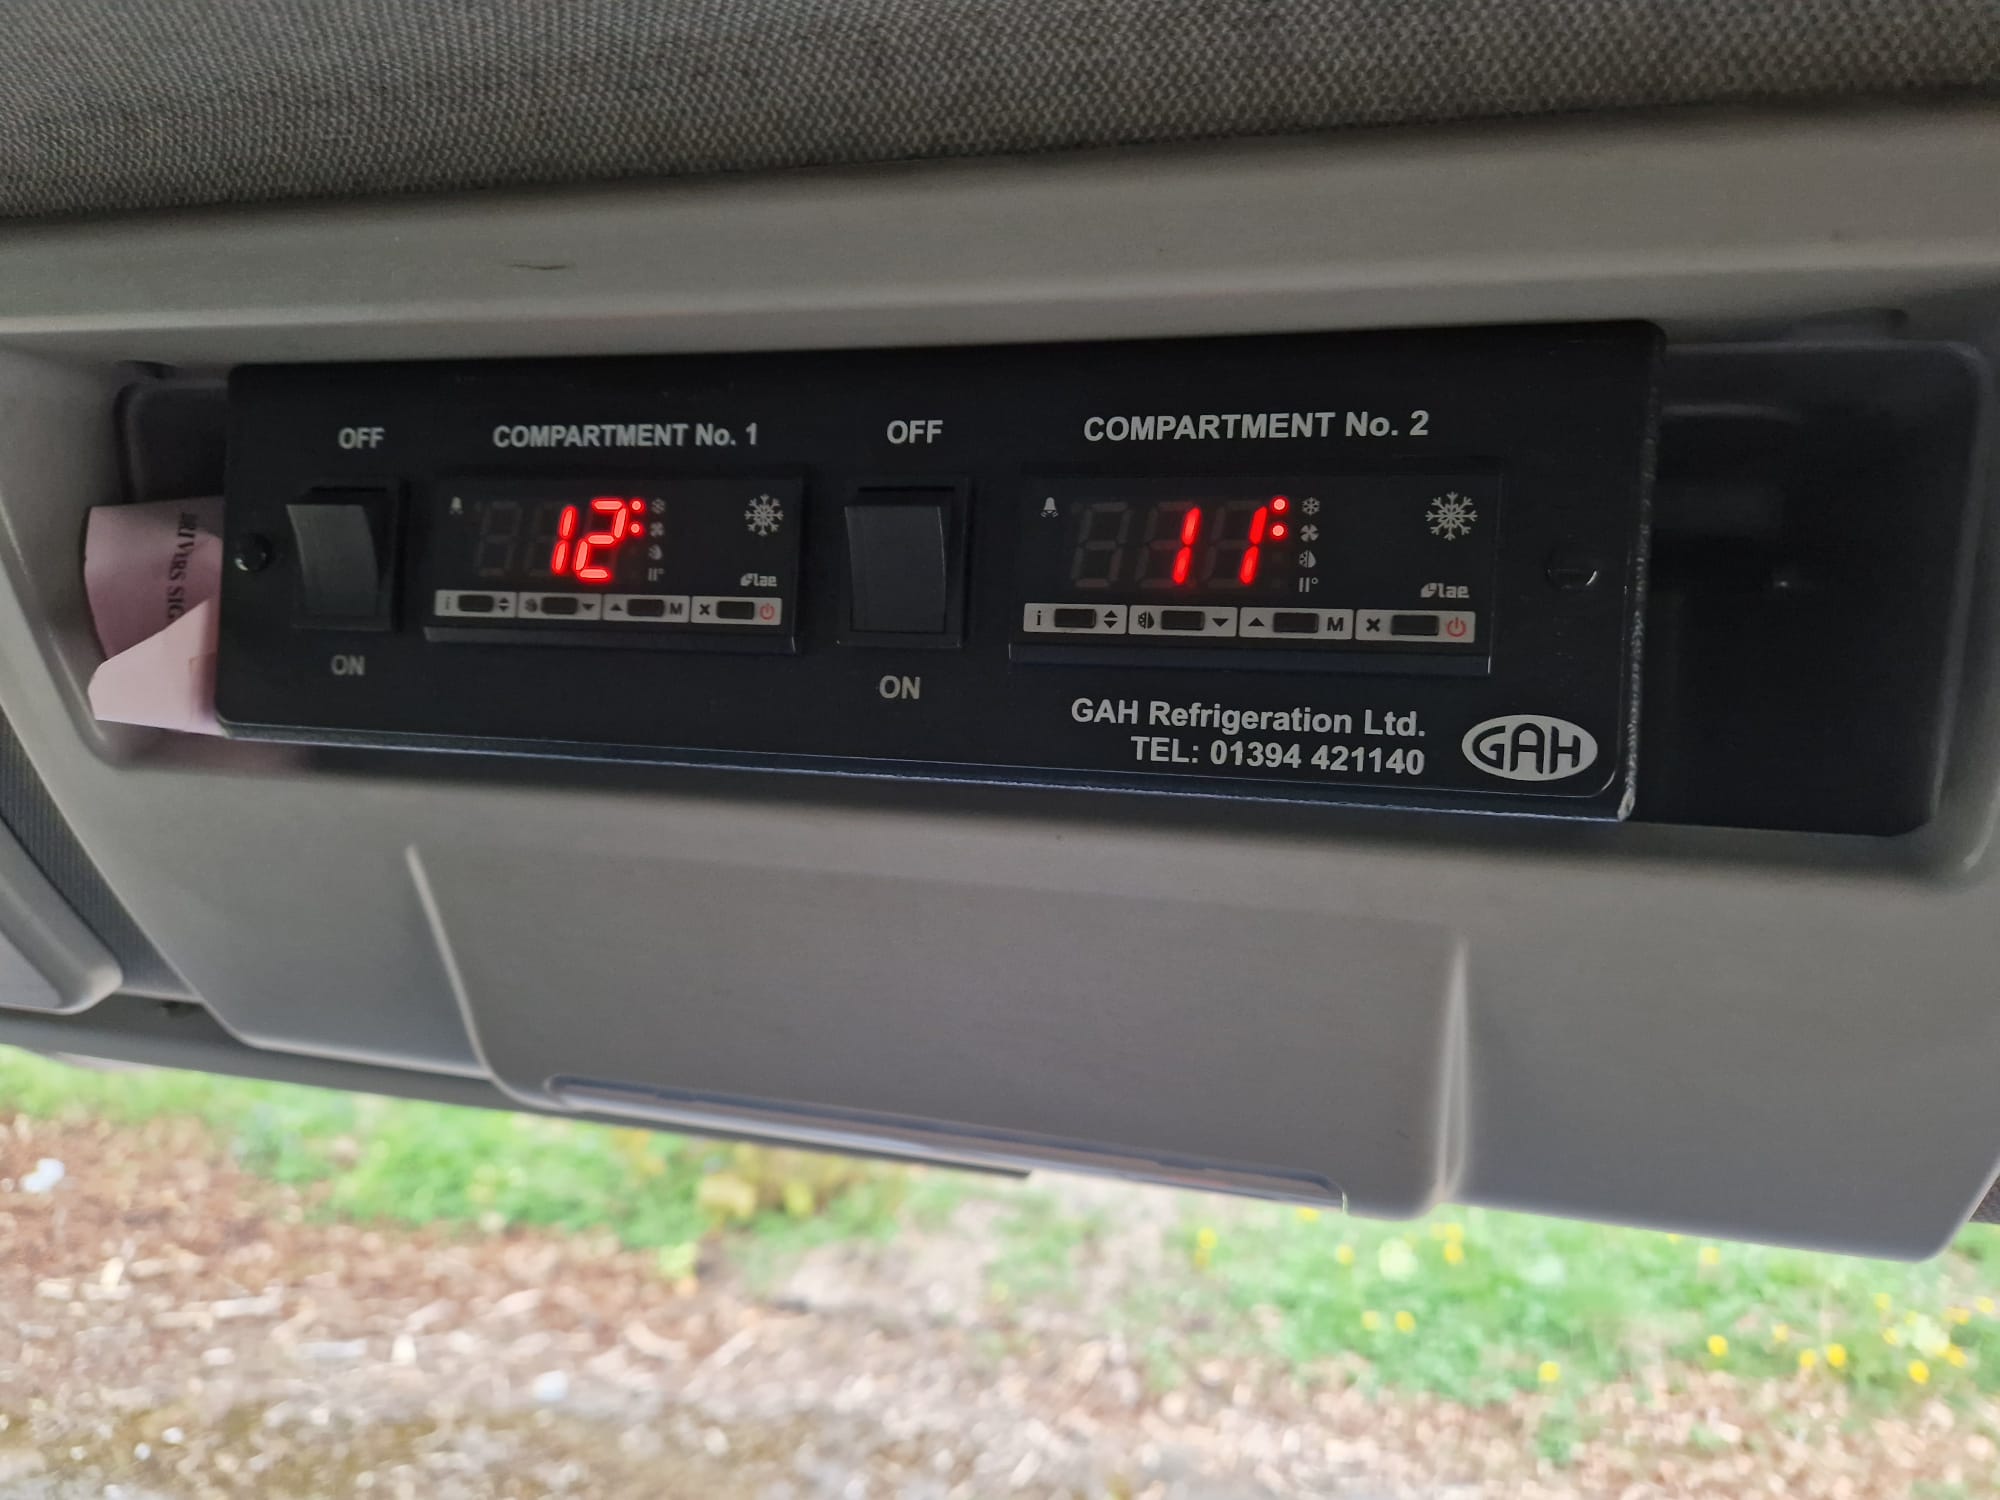 OFF
COMPARTMENT No. 1
OFF
COMPARTMENT No. 2
12
11
lae
lae
i
M
i
M
ON
ON
GAH Refrigeration Ltd.
TEL: 01394 421140
GAH
DRIVERS